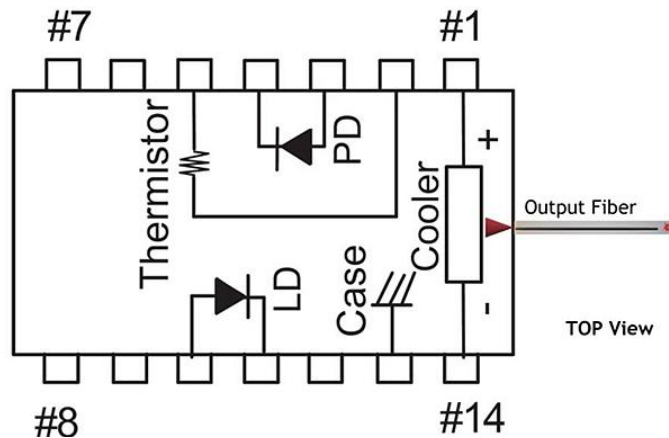 #7
#1
Thermistor
PD
+
Cooler
Output Fiber
LD
Case
-
TOP View
#8
#14